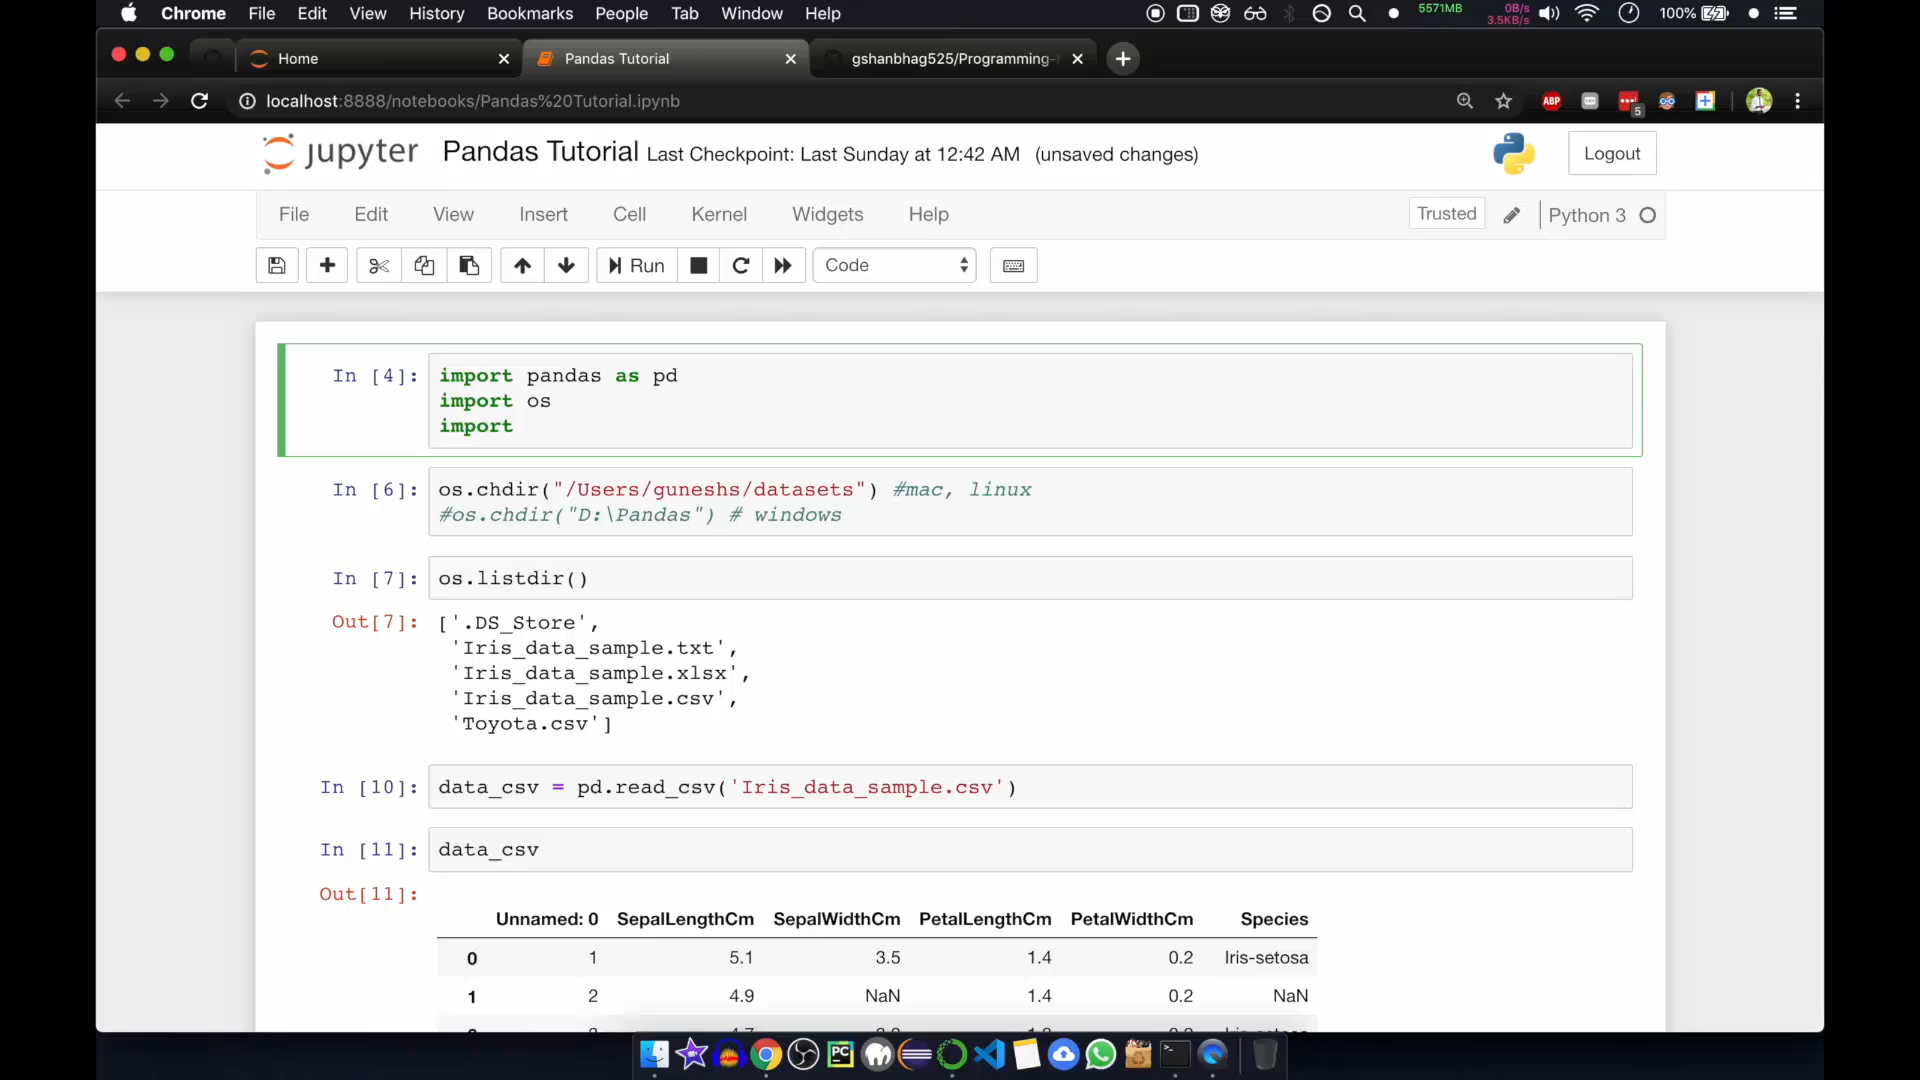 Chrome File Edit View History Bookmarks People Tab Window Help 5571MB 0B/s 3.5KB/s 100%
Home Pandas Tutorial gshanbhag525/Programming-
localhost:8888/notebooks/Pandas%20Tutorial.ipynb ABP 5
jupyter Pandas Tutorial Last Checkpoint: Last Sunday at 12:42 AM (unsaved changes) Logout
File Edit View Insert Cell Kernel Widgets Help Trusted Python 3
Run Code
In [4]: import pandas as pd
import os
import
In [6]: os.chdir("/Users/guneshs/datasets") #mac, linux
#os.chdir("D:\Pandas") # windows
In [7]: os.listdir()
Out[7]: ['.DS_Store',
'Iris_data_sample.txt',
'Iris_data_sample.xlsx',
'Iris_data_sample.csv',
'Toyota.csv']
In [10]: data_csv = pd.read_csv('Iris_data_sample.csv')
In [11]: data_csv
Out[11]:
Unnamed: 0 SepalLengthCm SepalWidthCm PetalLengthCm PetalWidthCm Species
0 1 5.1 3.5 1.4 0.2 Iris-setosa
1 2 4.9 NaN 1.4 0.2 NaN
PC